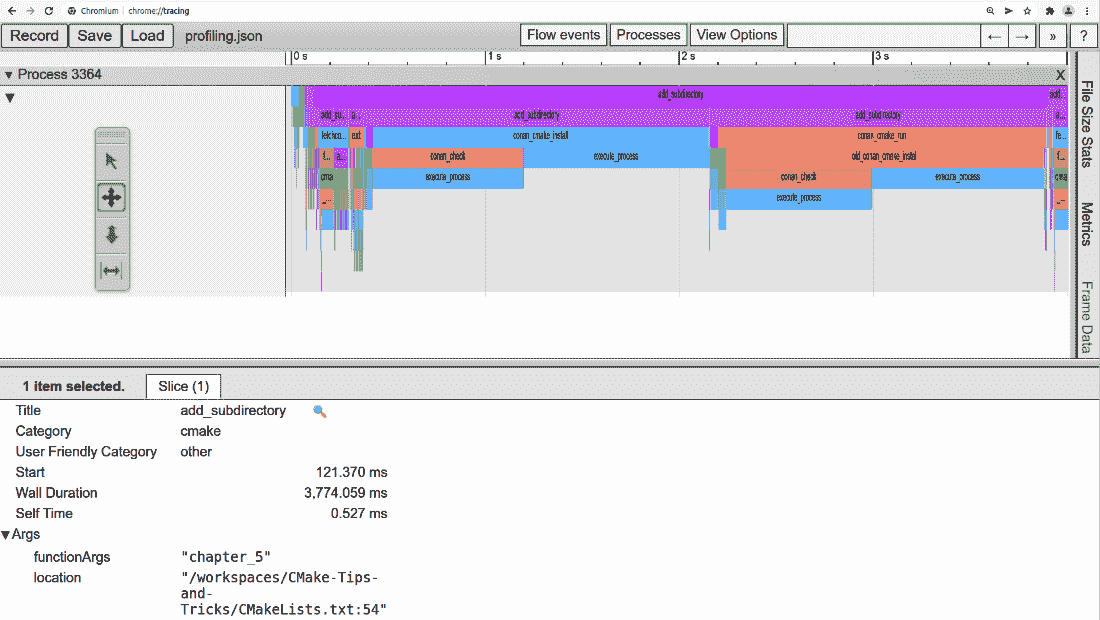 Chromium | chrome://tracing
Record Save Load profiling.json Flow events Processes View Options ← → » ?
0 s 1 s 2 s 3 s
▼ Process 3364 X
▼
add_subdirectory add...
add_su... a... add_subdirectory add_subdirectory a...
fetchco... ext conan_cmake_install conan_cmake_run fe...
f... a... conan_check execute_process old_conan_cmake_install f...
cma execute_process conan_check execute_process cma
_... execute_process _...
File Size Stats
Metrics
Frame Data
1 item selected. Slice (1)
Title add_subdirectory
Category cmake
User Friendly Category other
Start 121.370 ms
Wall Duration 3,774.059 ms
Self Time 0.527 ms
▼Args
functionArgs "chapter_5"
location "/workspaces/CMake-Tips-
and-
Tricks/CMakeLists.txt:54"